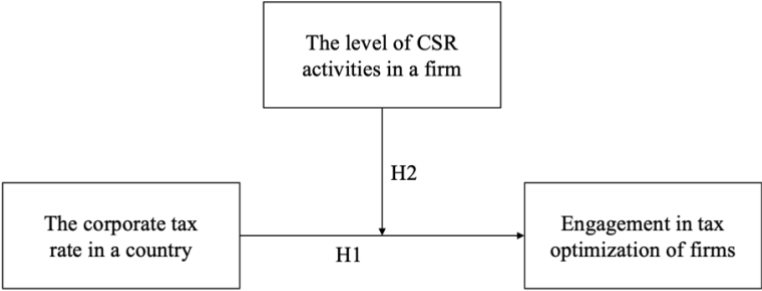 The level of CSR
activities in a firm
H2
The corporate tax
rate in a country
H1
Engagement in tax
optimization of firms